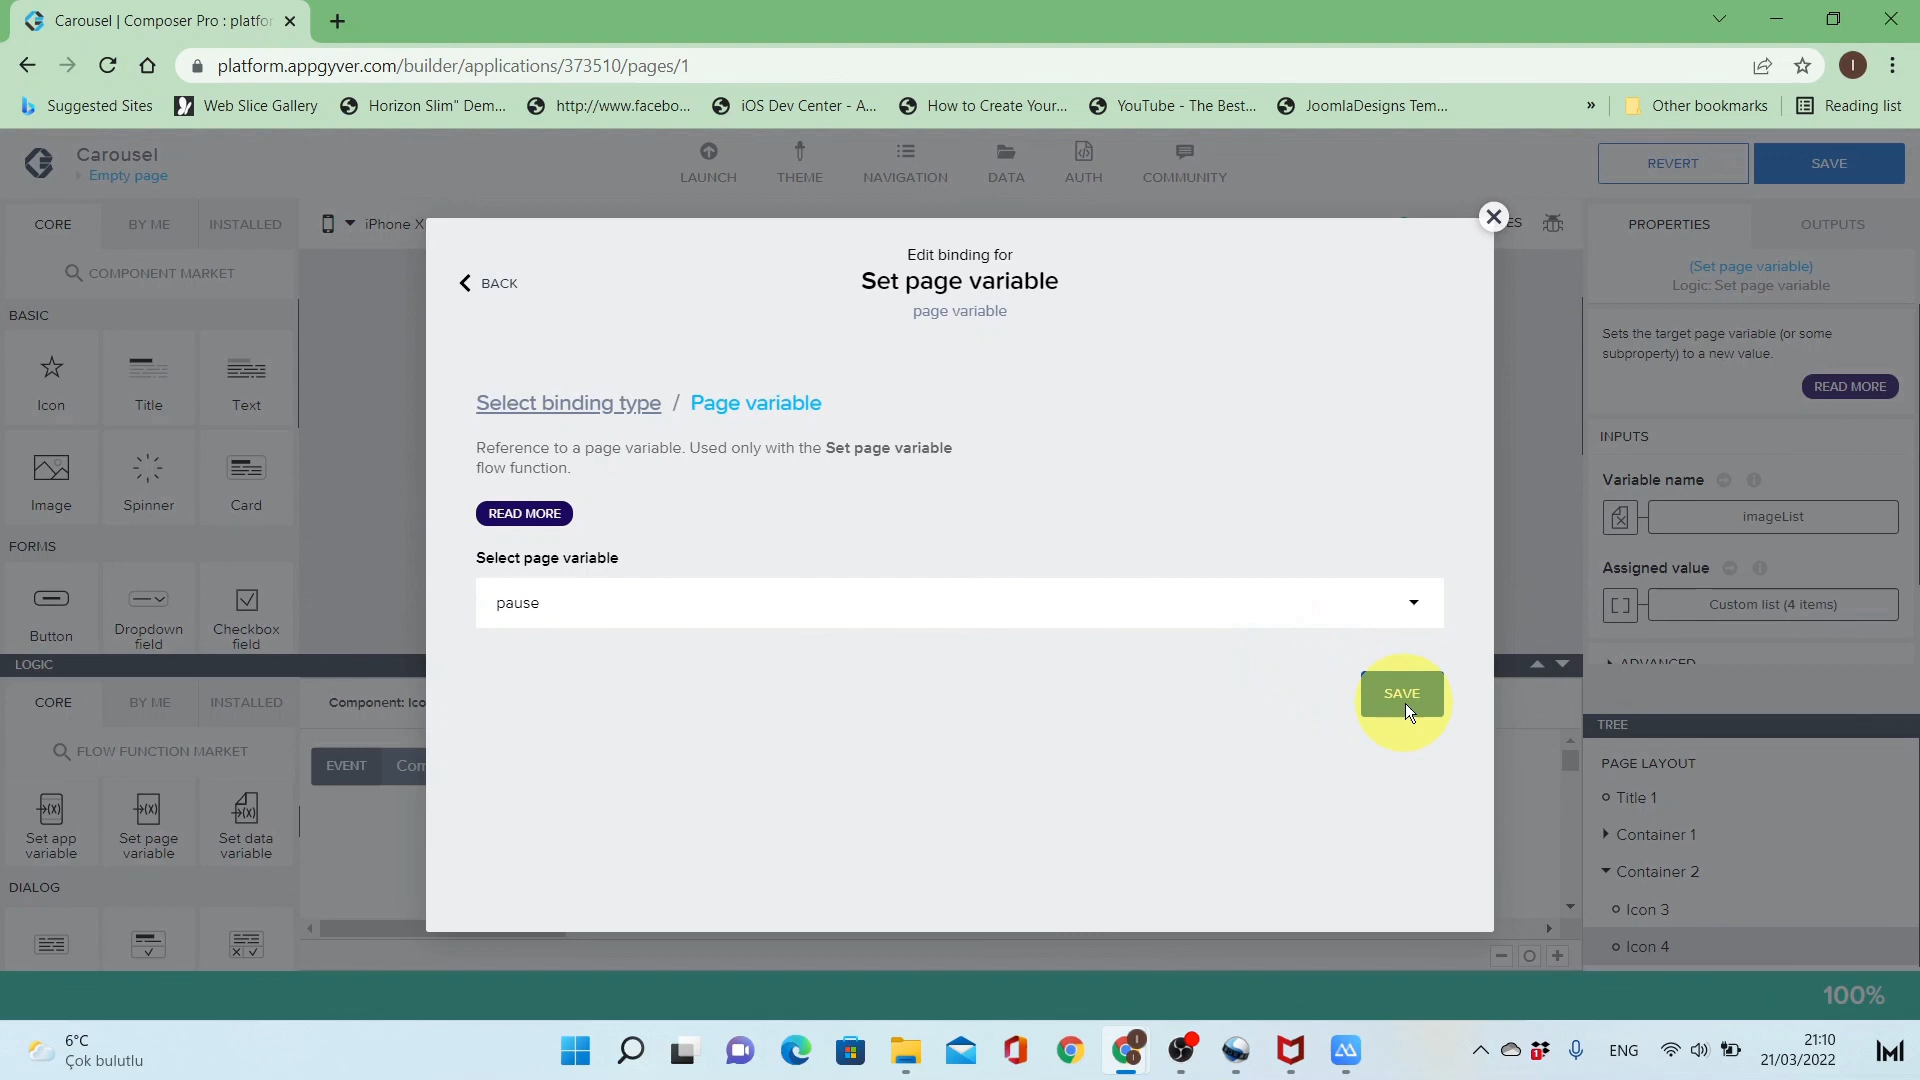 Carousel | Composer Pro : platfor
platform.appgyver.com/builder/applications/373510/pages/1
I
Suggested Sites
Web Slice Gallery
Horizon Slim" Dem...
http://www.facebo...
iOS Dev Center - A...
How to Create Your...
YouTube - The Best...
JoomlaDesigns Tem...
»
Other bookmarks
Reading list
Carousel
Empty page
LAUNCH
THEME
NAVIGATION
DATA
AUTH
COMMUNITY
REVERT
SAVE
CORE
BY ME
INSTALLED
iPhone X
ES
PROPERTIES
OUTPUTS
COMPONENT MARKET
BASIC
Icon
Title
Text
Image
Spinner
Card
FORMS
Button
Dropdown
field
Checkbox
field
Edit binding for
Set page variable
page variable
BACK
Select binding type / Page variable
Reference to a page variable. Used only with the Set page variable
flow function.
READ MORE
Select page variable
pause
SAVE
(Set page variable)
Logic: Set page variable
Sets the target page variable (or some
subproperty) to a new value.
READ MORE
INPUTS
Variable name
imageList
Assigned value
Custom list (4 items)
ADVANCED
LOGIC
CORE
BY ME
INSTALLED
Component: Ico
FLOW FUNCTION MARKET
EVENT
Com
Set app
variable
Set page
variable
Set data
variable
DIALOG
TREE
PAGE LAYOUT
Title 1
Container 1
Container 2
Icon 3
Icon 4
100%
6°C
Çok bulutlu
1
ENG
21:10
21/03/2022